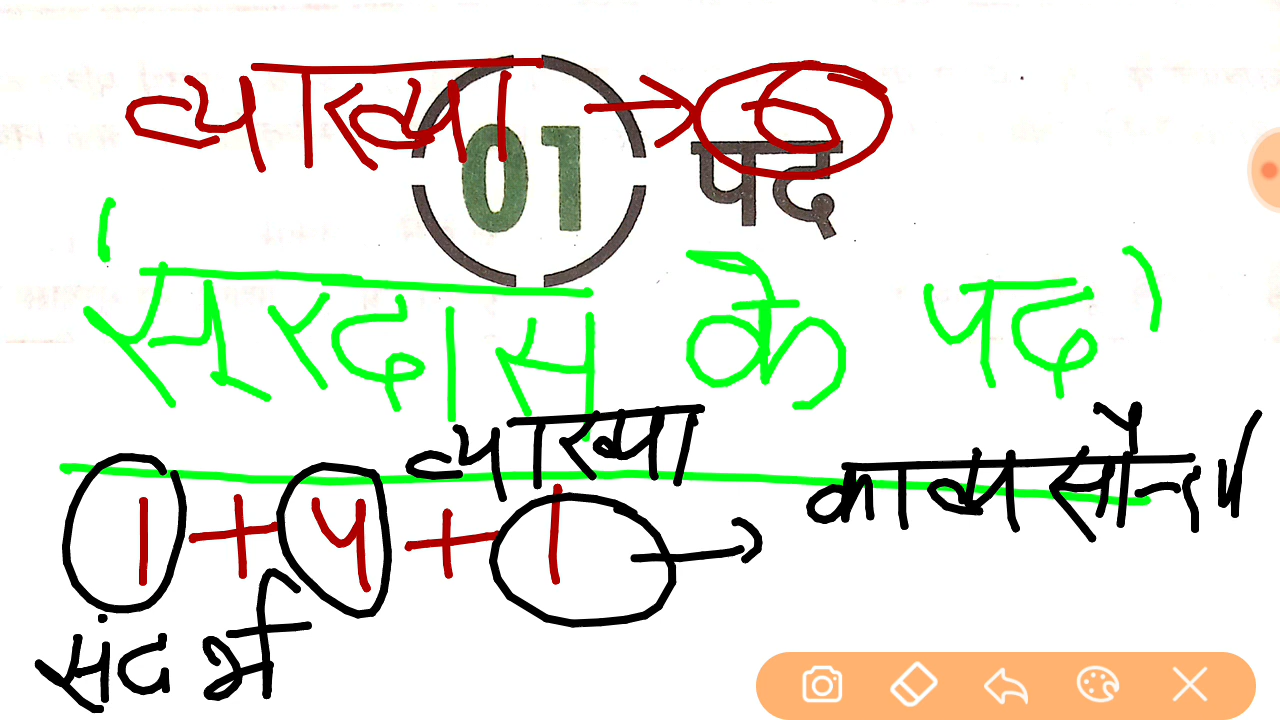 व्याख्या → 6
01 पद
'सूरदास के पद'
व्याख्या
1 + 4 + 1 → काव्य सौन्दर्य
संदर्भ